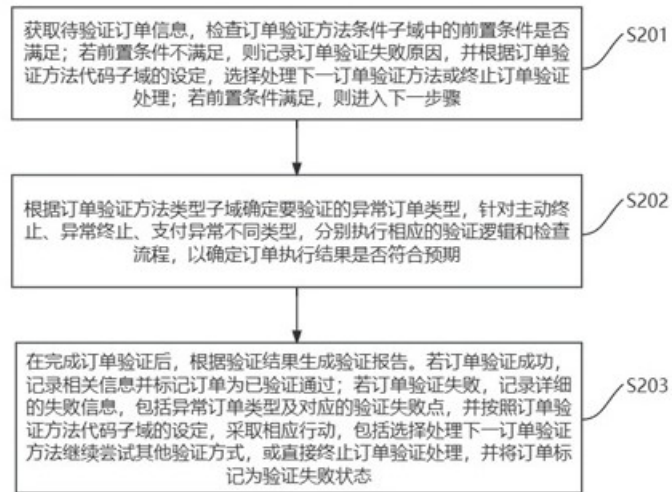 获取待验证订单信息，检查订单验证方法条件子域中的前置条件是否
满足；若前置条件不满足，则记录订单验证失败原因，并根据订单验
证方法代码子域的设定，选择处理下一订单验证方法或终止订单验证
处理；若前置条件满足，则进入下一步骤
S201
根据订单验证方法类型子域确定要验证的异常订单类型，针对主动终
止、异常终止、支付异常不同类型，分别执行相应的验证逻辑和检查
流程，以确定订单执行结果是否符合预期
S202
在完成订单验证后，根据验证结果生成验证报告。若订单验证成功，
记录相关信息并标记订单为已验证通过；若订单验证失败，记录详细
的失败信息，包括异常订单类型及对应的验证失败点，并按照订单验
证方法代码子域的设定，采取相应行动，包括选择处理下一订单验证
方法继续尝试其他验证方式，或直接终止订单验证处理，并将订单标
记为验证失败状态
S203